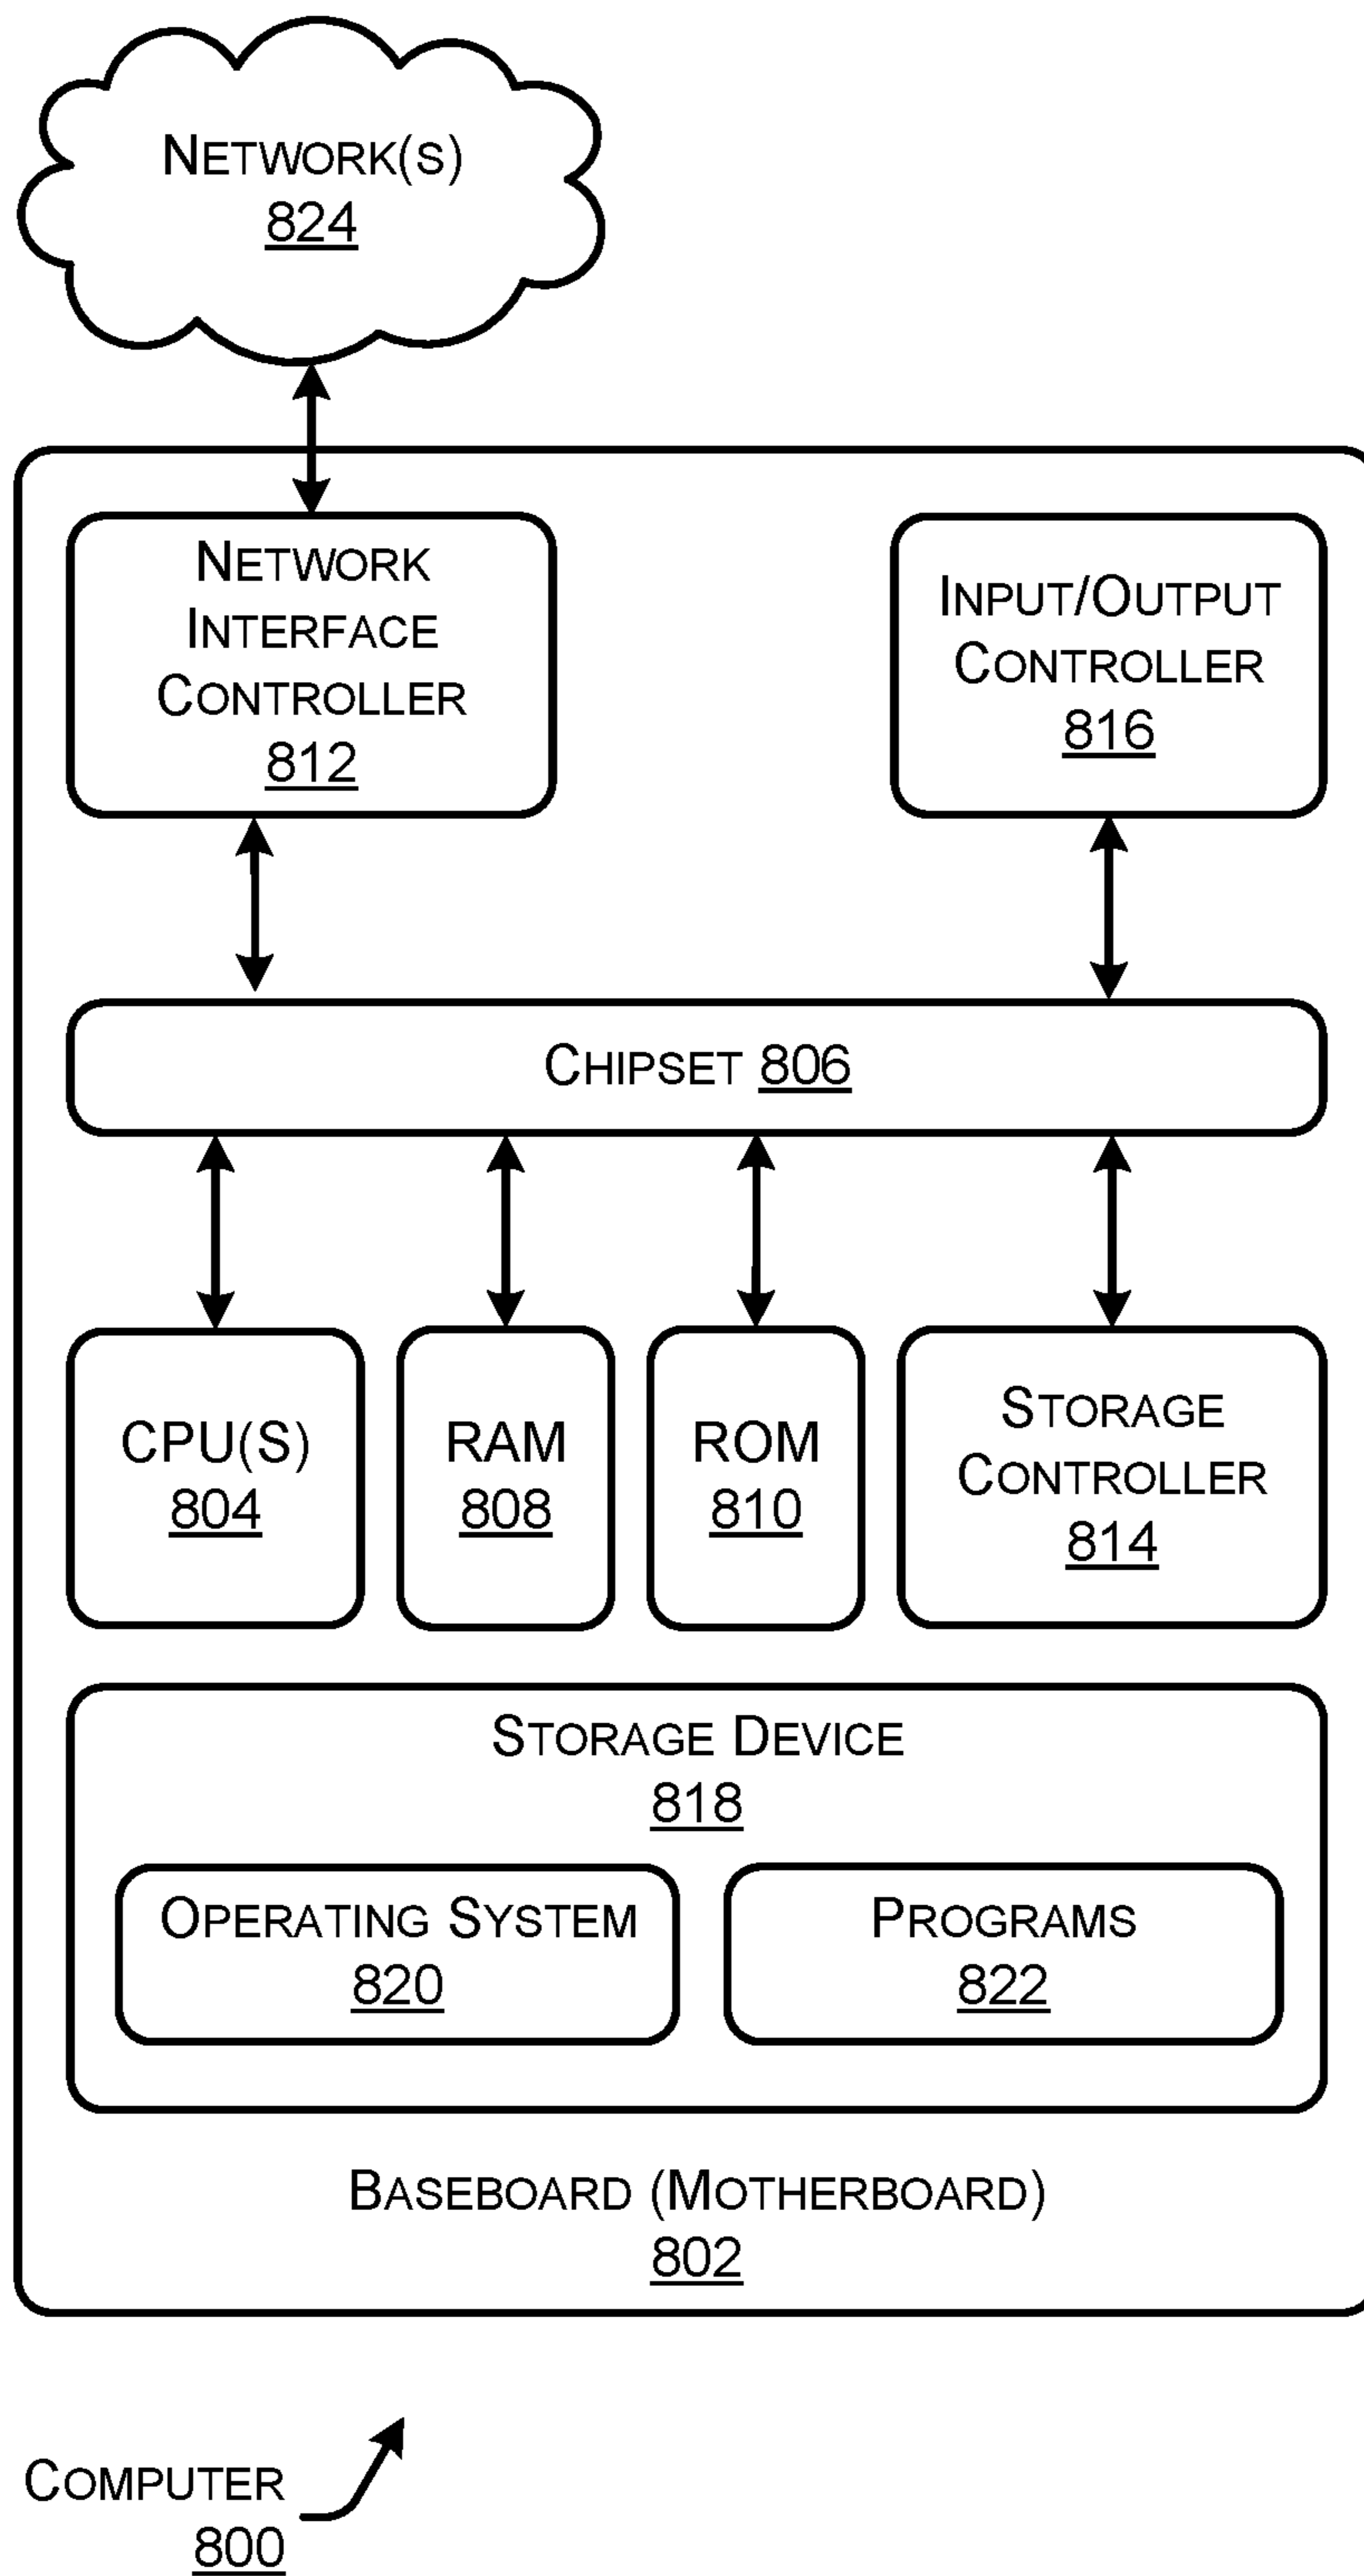 NETWORK(S)
824
NETWORK
INTERFACE
CONTROLLER
812
INPUT/OUTPUT
CONTROLLER
816
CHIPSET 806
CPU(S)
804
RAM
808
ROM
810
STORAGE
CONTROLLER
814
STORAGE DEVICE
818
OPERATING SYSTEM
820
PROGRAMS
822
BASEBOARD (MOTHERBOARD)
802
COMPUTER
800